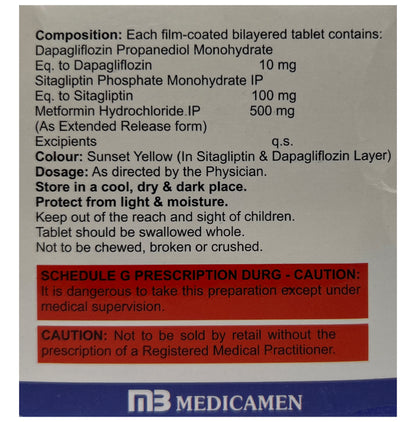 Composition: Each film-coated bilayered tablet contains:
Dapagliflozin Propanediol Monohydrate
Eq. to Dapagliflozin 10 mg
Sitagliptin Phosphate Monohydrate IP
Eq. to Sitagliptin 100 mg
Metformin Hydrochloride IP 500 mg
(As Extended Release form)
Excipients q.s.
Colour: Sunset Yellow (In Sitagliptin & Dapagliflozin Layer)
Dosage: As directed by the Physician.
Store in a cool, dry & dark place.
Protect from light & moisture.
Keep out of the reach and sight of children.
Tablet should be swallowed whole.
Not to be chewed, broken or crushed.
SCHEDULE G PRESCRIPTION DURG - CAUTION:
It is dangerous to take this preparation except under
medical supervision.
CAUTION: Not to be sold by retail without the
prescription of a Registered Medical Practitioner.
MB MEDICAMEN